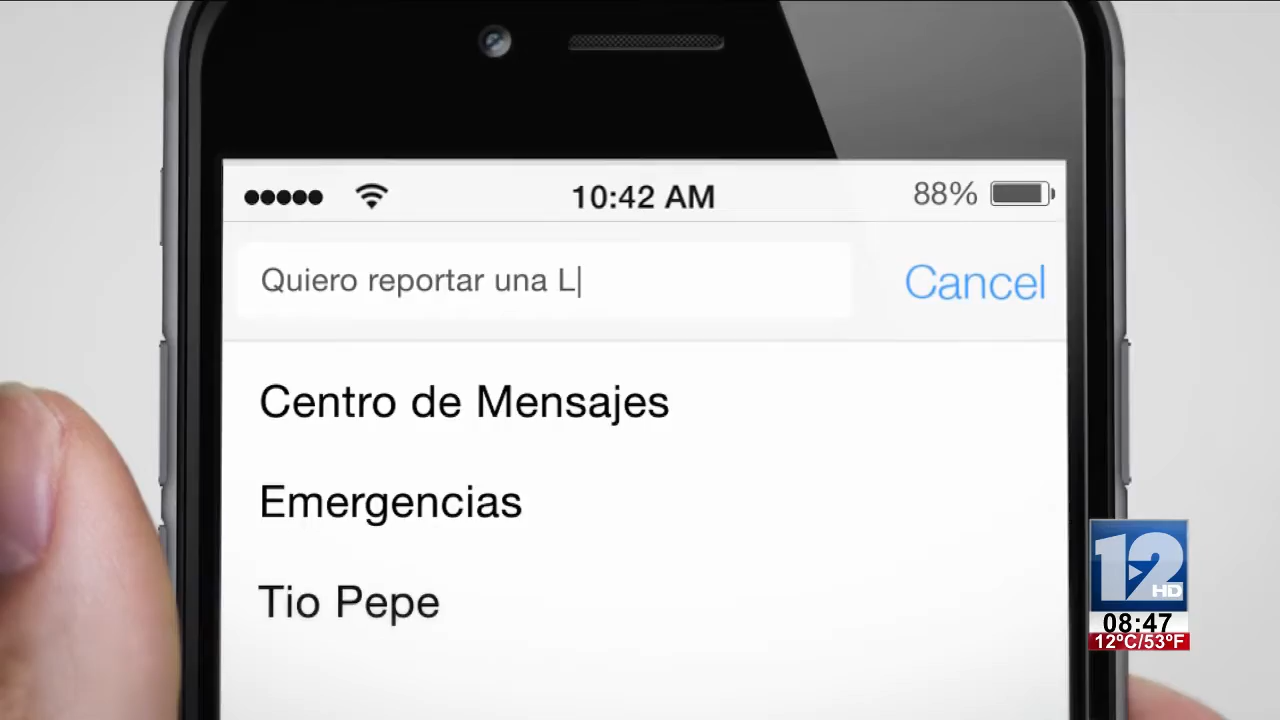 10:42 AM
88%
Quiero reportar una L
Cancel
Centro de Mensajes
Emergencias
Tio Pepe
12
HD
08:47
12ºC/53ºF